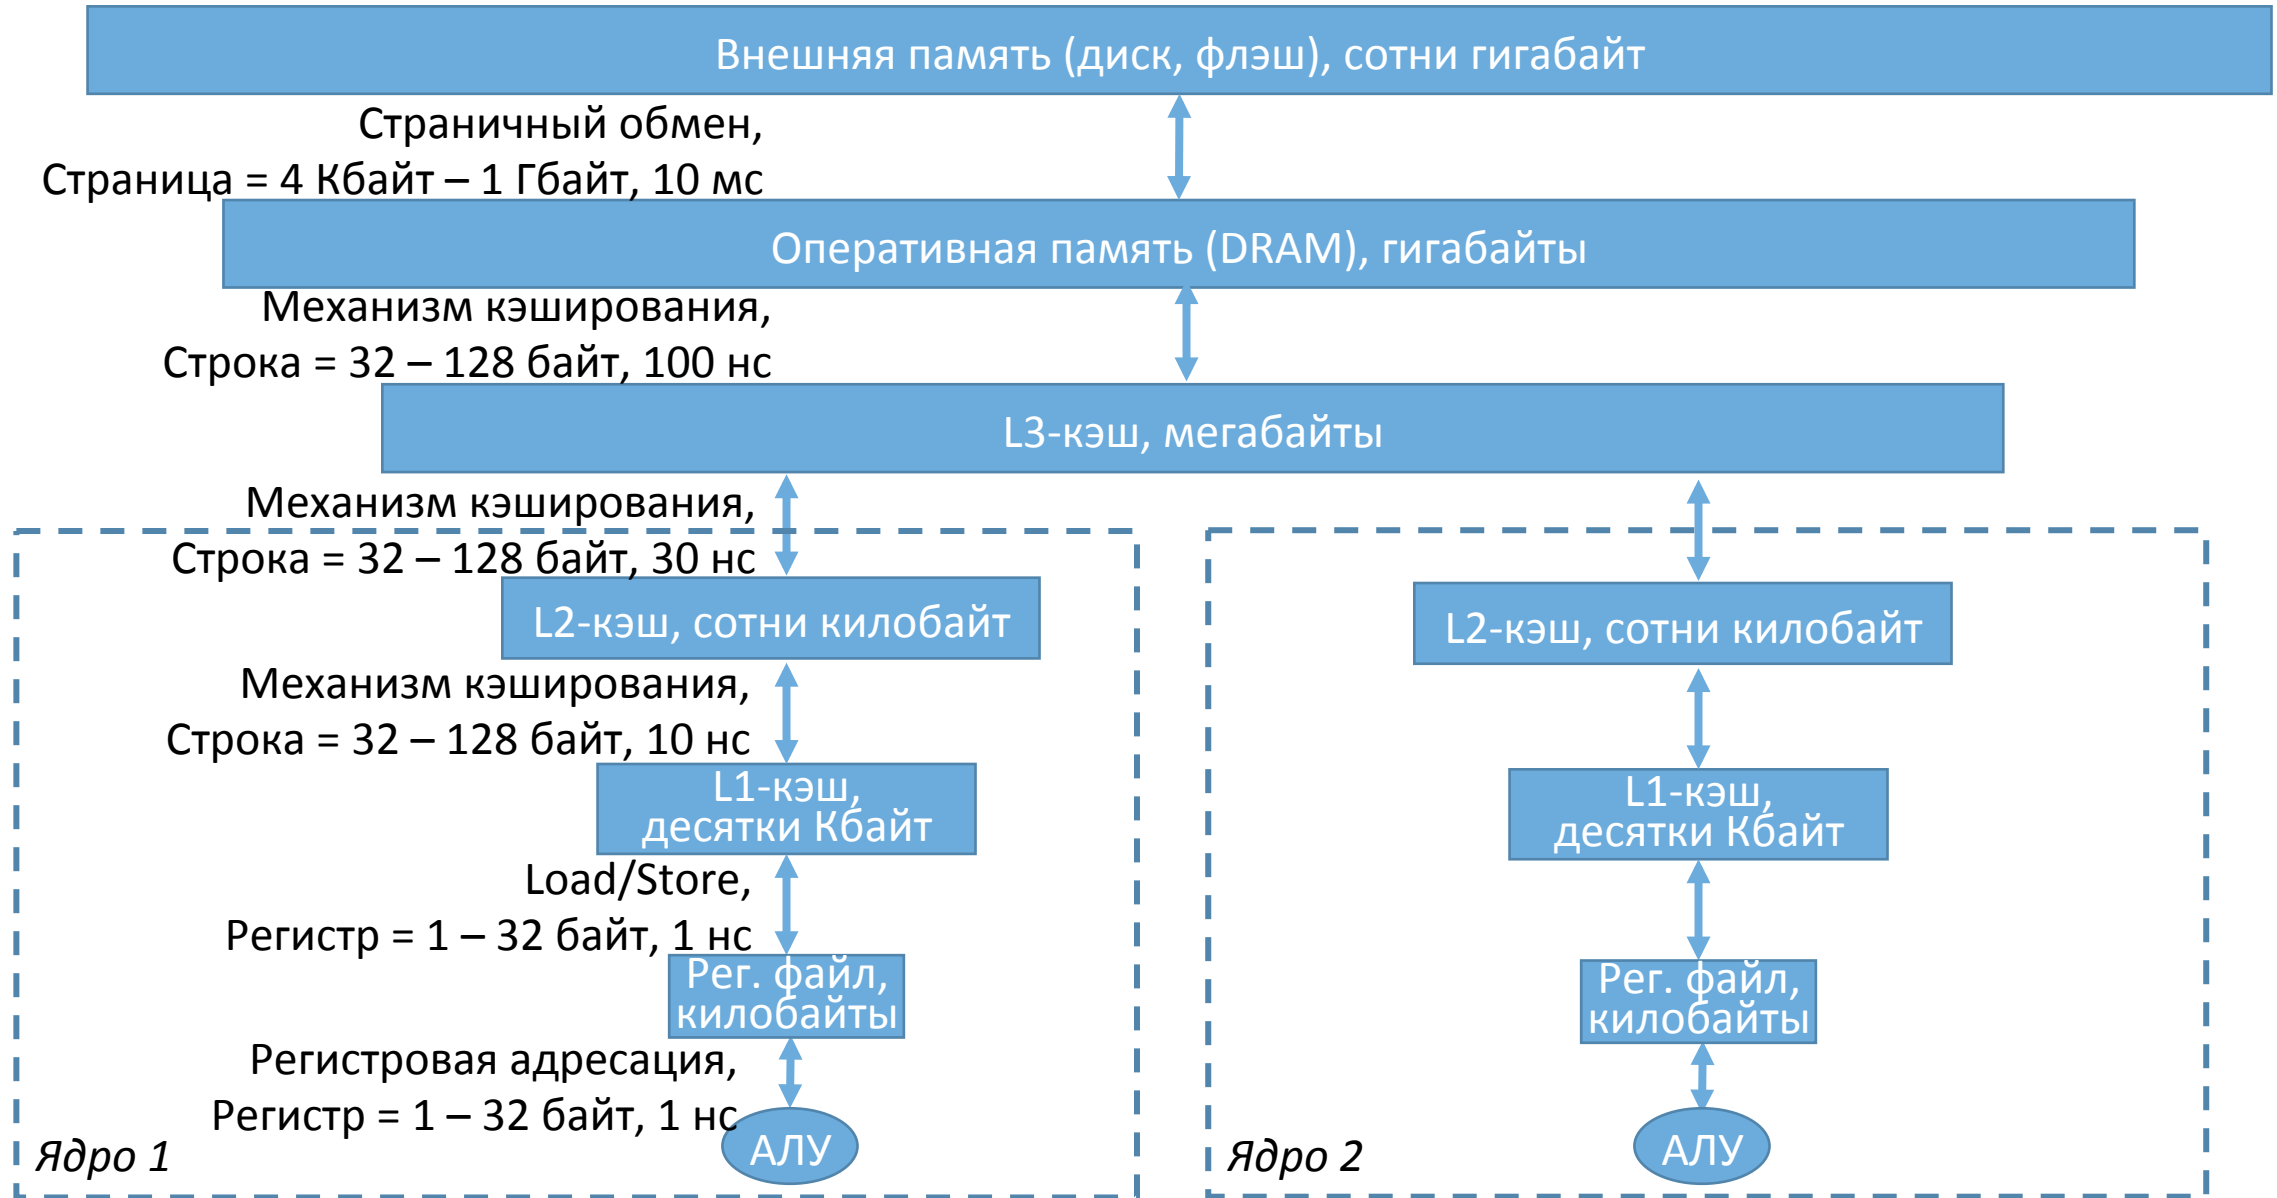 Внешняя память (диск, флэш), сотни гигабайт
Страничный обмен,
Страница = 4 Кбайт – 1 Гбайт, 10 мс
Оперативная память (DRAM), гигабайты
Механизм кэширования,
Строка = 32 – 128 байт, 100 нс
L3-кэш, мегабайты
Механизм кэширования,
Строка = 32 – 128 байт, 30 нс
L2-кэш, сотни килобайт
L2-кэш, сотни килобайт
Механизм кэширования,
Строка = 32 – 128 байт, 10 нс
L1-кэш,
десятки Кбайт
L1-кэш,
десятки Кбайт
Load/Store,
Регистр = 1 – 32 байт, 1 нс
Рег. файл,
килобайты
Рег. файл,
килобайты
Регистровая адресация,
Регистр = 1 – 32 байт, 1 нс
АЛУ
АЛУ
Ядро 1
Ядро 2